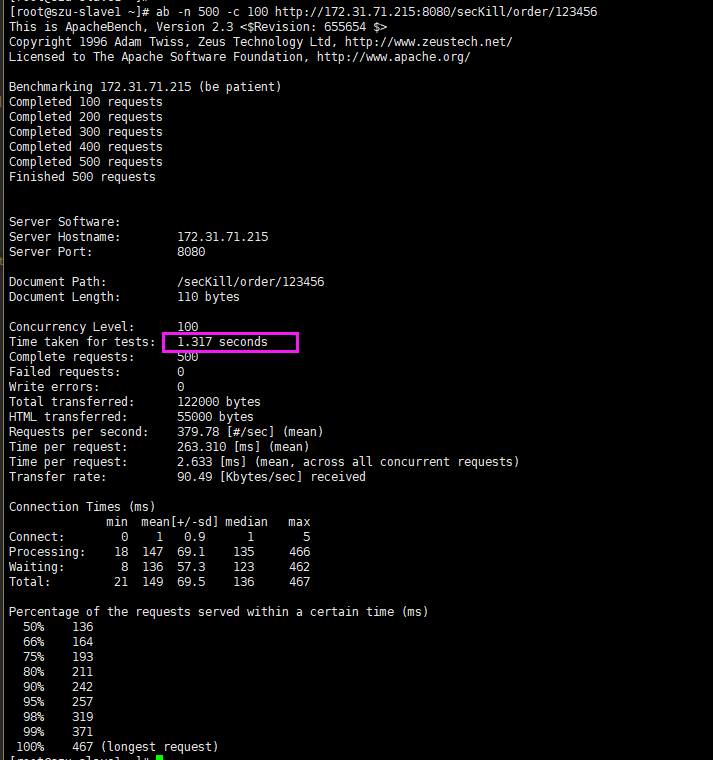 [root@szu-slave1 ~]# ab -n 500 -c 100 http://172.31.71.215:8080/secKill/order/123456
This is ApacheBench, Version 2.3 <$Revision: 655654 $>
Copyright 1996 Adam Twiss, Zeus Technology Ltd, http://www.zeustech.net/
Licensed to The Apache Software Foundation, http://www.apache.org/

Benchmarking 172.31.71.215 (be patient)
Completed 100 requests
Completed 200 requests
Completed 300 requests
Completed 400 requests
Completed 500 requests
Finished 500 requests


Server Software:
Server Hostname:        172.31.71.215
Server Port:            8080

Document Path:          /secKill/order/123456
Document Length:        110 bytes

Concurrency Level:      100
Time taken for tests:   1.317 seconds
Complete requests:      500
Failed requests:        0
Write errors:           0
Total transferred:      122000 bytes
HTML transferred:       55000 bytes
Requests per second:    379.78 [#/sec] (mean)
Time per request:       263.310 [ms] (mean)
Time per request:       2.633 [ms] (mean, across all concurrent requests)
Transfer rate:          90.49 [Kbytes/sec] received

Connection Times (ms)
              min  mean[+/-sd] median   max
Connect:        0    1   0.9      1       5
Processing:    18  147  69.1    135     466
Waiting:        8  136  57.3    123     462
Total:         21  149  69.5    136     467

Percentage of the requests served within a certain time (ms)
  50%    136
  66%    164
  75%    193
  80%    211
  90%    242
  95%    257
  98%    319
  99%    371
 100%    467 (longest request)
[root@szu-slave1 ~]#